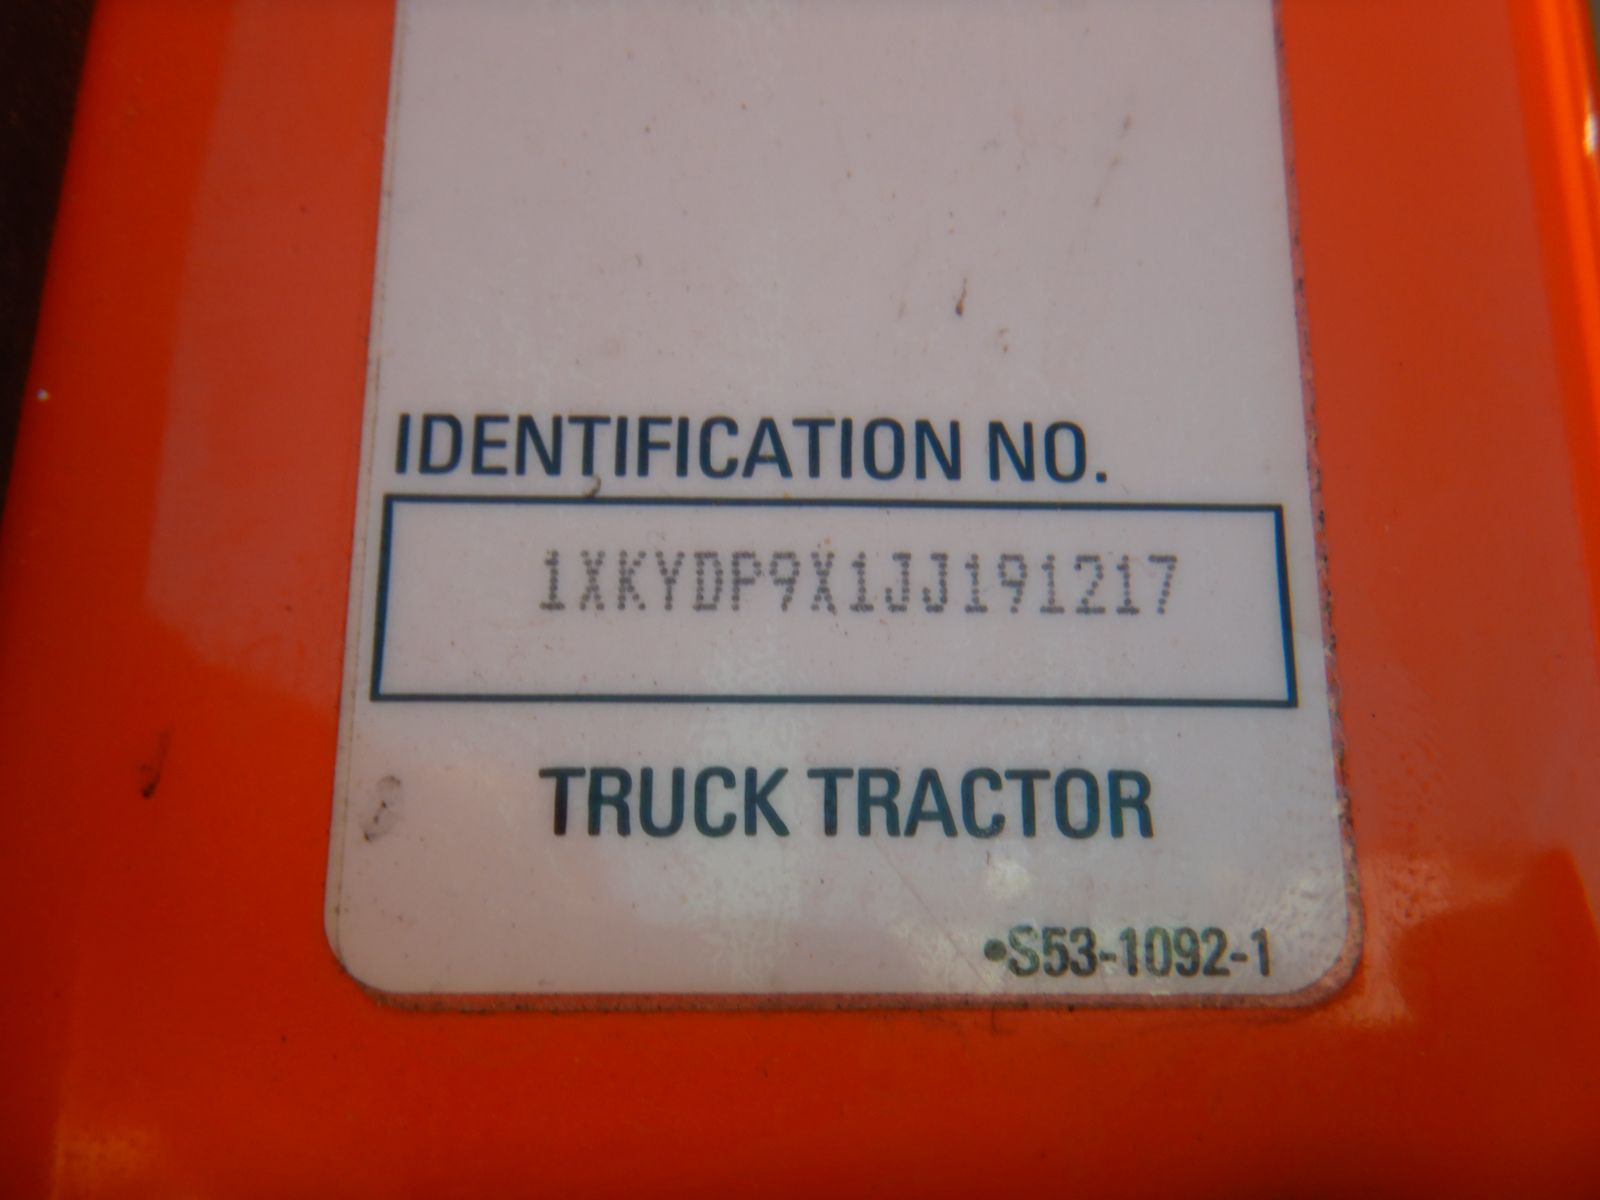 IDENTIFICATION NO.
1XKYDP9X1JJ191217
TRUCK TRACTOR
•S53-1092-1